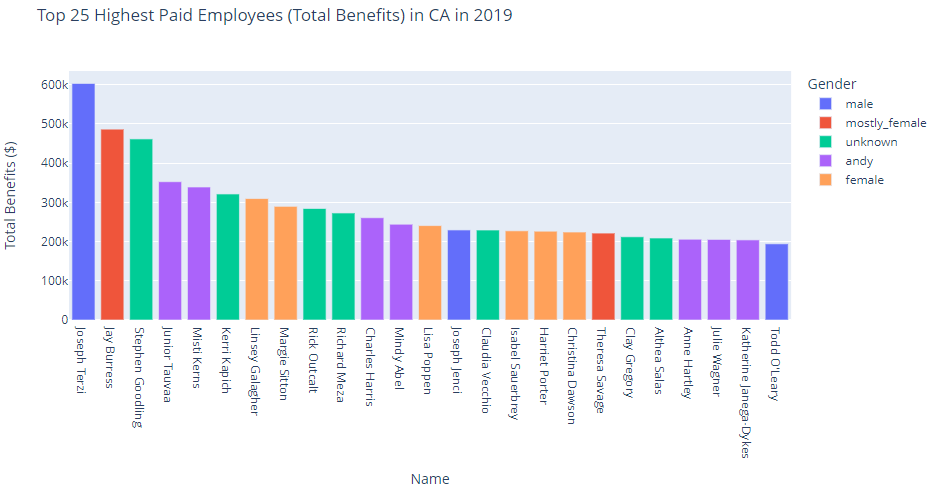 Top 25 Highest Paid Employees (Total Benefits) in CA in 2019
Total Benefits ($)
600k
500k
400k
300k
200k
100k
0
Joseph Terzi
Jay Burress
Stephen Goodling
Junior Tauvaa
Misti Kerns
Kerri Kapich
Linsey Galagher
Margie Sitton
Rick Outcalt
Richard Meza
Charles Harris
Mindy Abel
Lisa Poppen
Joseph Jenci
Claudia Vecchio
Isabel Sauerbrey
Harriet Porter
Christina Dawson
Theresa Savage
Clay Gregory
Althea Salas
Anne Hartley
Julie Wagner
Katherine Janega-Dykes
Todd O'Leary
Name
Gender
male
mostly_female
unknown
andy
female